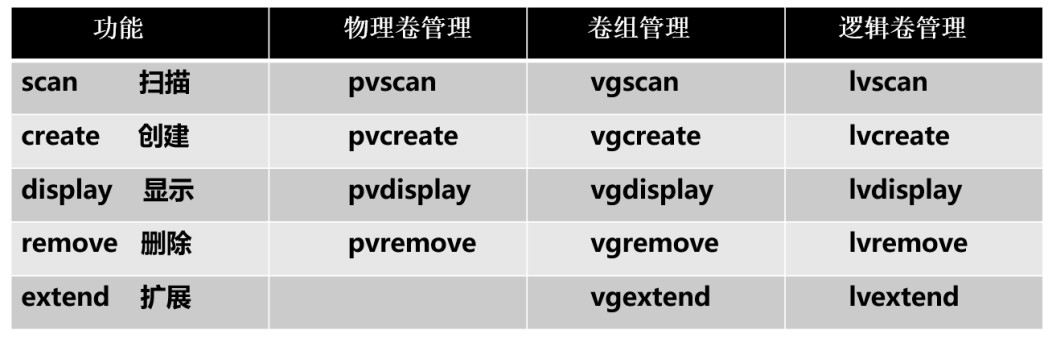 功能 物理卷管理 卷组管理 逻辑卷管理
scan 扫描 pvscan vgscan lvscan
create 创建 pvcreate vgcreate lvcreate
display 显示 pvdisplay vgdisplay lvdisplay
remove 删除 pvremove vgremove lvremove
extend 扩展 vgextend lvextend